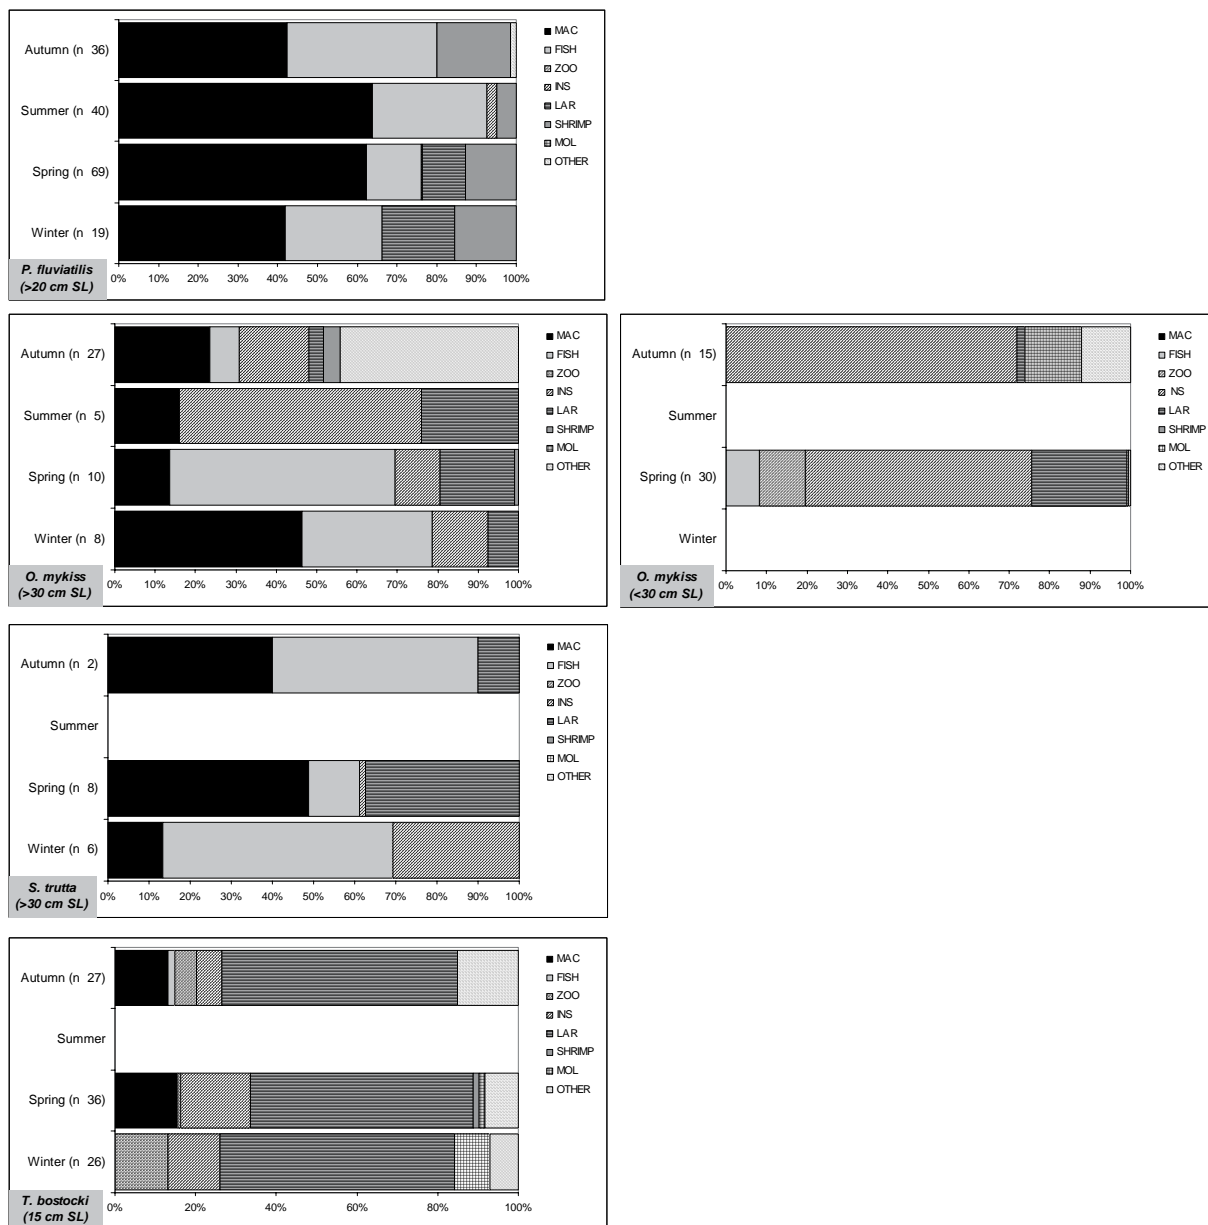 Autumn (n 36)
Summer (n 40)
Spring (n 69)
Winter (n 19)
P. fluviatilis
(>20 cm SL)
0% 10% 20% 30% 40% 50% 60% 70% 80% 90% 100%
MAC
FISH
ZOO
INS
LAR
SHRIMP
MOL
OTHER
Autumn (n 27)
Summer (n 5)
Spring (n 10)
Winter (n 8)
O. mykiss
(>30 cm SL)
0% 10% 20% 30% 40% 50% 60% 70% 80% 90% 100%
MAC
FISH
ZOO
INS
LAR
SHRIMP
MOL
OTHER
Autumn (n 15)
Summer
Spring (n 30)
Winter
O. mykiss
(<30 cm SL)
0% 10% 20% 30% 40% 50% 60% 70% 80% 90% 100%
MAC
FISH
ZOO
NS
LAR
SHRIMP
MOL
OTHER
Autumn (n 2)
Summer
Spring (n 8)
Winter (n 6)
S. trutta
(>30 cm SL)
0% 10% 20% 30% 40% 50% 60% 70% 80% 90% 100%
MAC
FISH
ZOO
INS
LAR
SHRIMP
MOL
OTHER
Autumn (n 27)
Summer
Spring (n 36)
Winter (n 26)
T. bostocki
(15 cm SL)
0% 20% 40% 60% 80% 100%
MAC
FISH
ZOO
INS
LAR
SHRIMP
MOL
OTHER